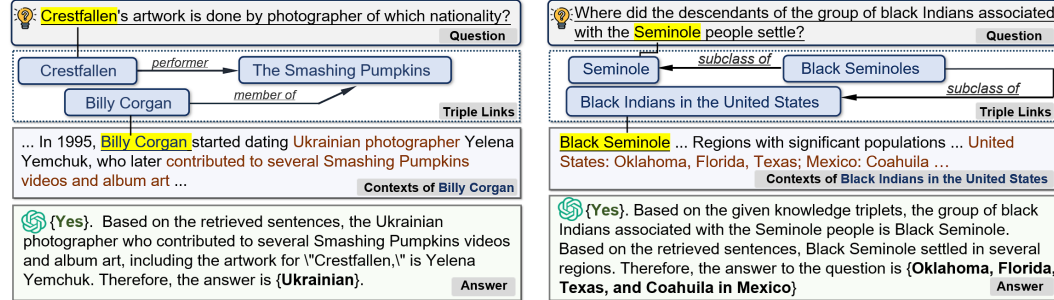 Crestfallen's artwork is done by photographer of which nationality?
Question
Crestfallen
performer
The Smashing Pumpkins
Billy Corgan
member of
Triple Links
... In 1995, Billy Corgan started dating Ukrainian photographer Yelena
Yemchuk, who later contributed to several Smashing Pumpkins
videos and album art ...
Contexts of Billy Corgan
{Yes}. Based on the retrieved sentences, the Ukrainian
photographer who contributed to several Smashing Pumpkins videos
and album art, including the artwork for \"Crestfallen,\" is Yelena
Yemchuk. Therefore, the answer is {Ukrainian}.
Answer
Where did the descendants of the group of black Indians associated
with the Seminole people settle?
Question
Seminole
subclass of
Black Seminoles
subclass of
Black Indians in the United States
Triple Links
Black Seminole ... Regions with significant populations ... United
States: Oklahoma, Florida, Texas; Mexico: Coahuila ...
Contexts of Black Indians in the United States
{Yes}. Based on the given knowledge triplets, the group of black
Indians associated with the Seminole people is Black Seminole.
Based on the retrieved sentences, Black Seminole settled in several
regions. Therefore, the answer to the question is {Oklahoma, Florida,
Texas, and Coahuila in Mexico}
Answer